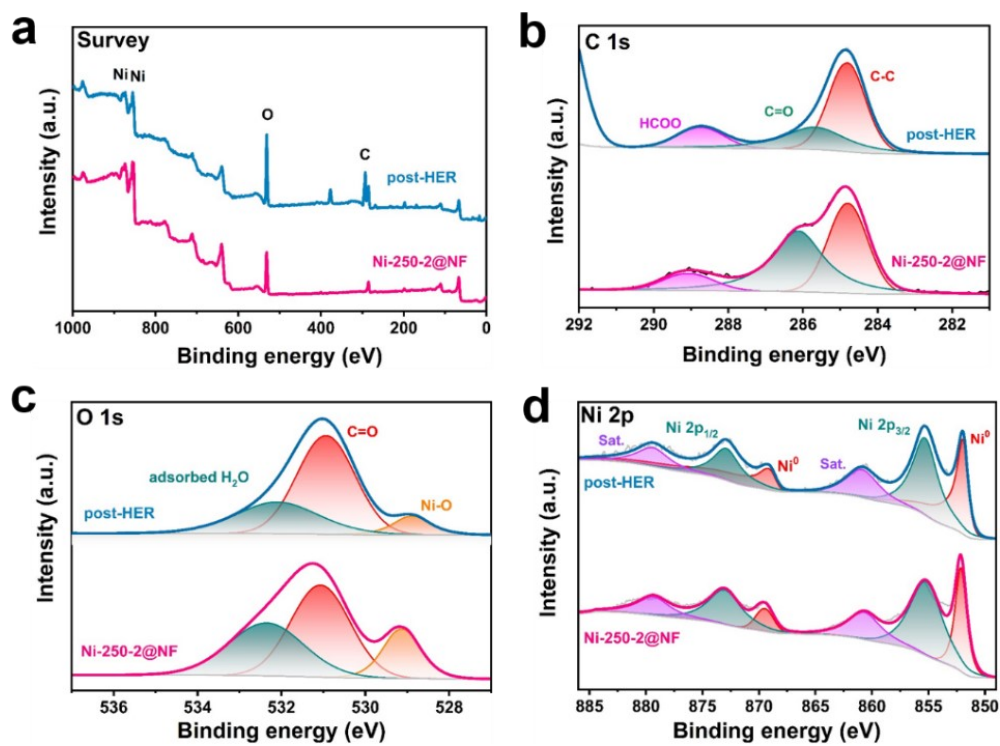 a
Survey
Ni Ni
O
C
post-HER
Ni-250-2@NF
Intensity (a.u.)
1000 800 600 400 200 0
Binding energy (eV)
b
C 1s
C-C
C=O
HCOO
post-HER
Ni-250-2@NF
Intensity (a.u.)
292 290 288 286 284 282
Binding energy (eV)
c
O 1s
C=O
adsorbed H₂O
Ni-O
post-HER
Ni-250-2@NF
Intensity (a.u.)
536 534 532 530 528
Binding energy (eV)
d
Ni 2p
Sat.
Ni 2p₁/₂
Ni⁰
Sat.
Ni 2p₃/₂
Ni⁰
post-HER
Ni-250-2@NF
Intensity (a.u.)
885 880 875 870 865 860 855 850
Binding energy (eV)